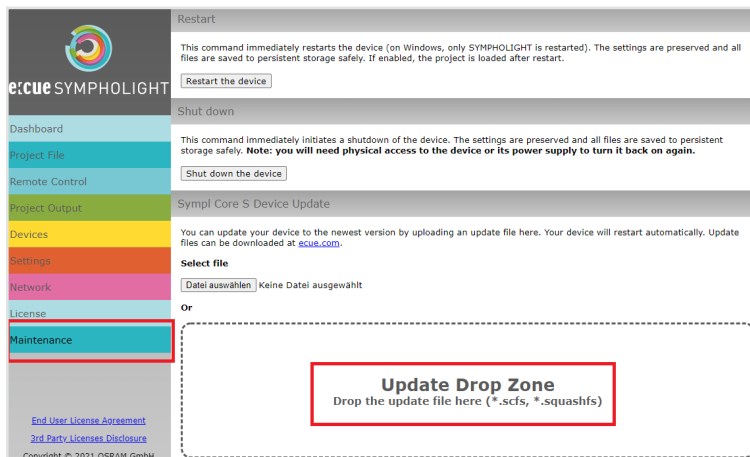 e:cue SYMPHOLIGHT
Dashboard
Project File
Remote Control
Project Output
Devices
Settings
Network
License
Maintenance
End User License Agreement
3rd Party Licenses Disclosure
Copyright © 2021 OSRAM GmbH
Restart
This command immediately restarts the device (on Windows, only SYMPHOLIGHT is restarted). The settings are preserved and all
files are saved to persistent storage safely. If enabled, the project is loaded after restart.
Restart the device
Shut down
This command immediately initiates a shutdown of the device. The settings are preserved and all files are saved to persistent
storage safely. Note: you will need physical access to the device or its power supply to turn it back on again.
Shut down the device
Sympl Core S Device Update
You can update your device to the newest version by uploading an update file here. Your device will restart automatically. Update
files can be downloaded at ecue.com.
Select file
Datei auswählen Keine Datei ausgewählt
Or
Update Drop Zone
Drop the update file here (*.scfs, *.squashfs)